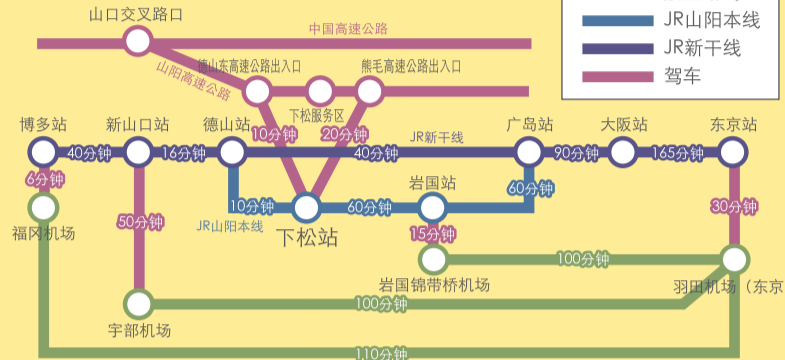 山口交叉路口
中国高速公路
JR山阳本线
JR新干线
驾车
山阳高速公路
德山东高速公路出入口
熊毛高速公路出入口
下松服务区
10分钟
20分钟
博多站
新山口站
德山站
JR新干线
广岛站
大阪站
东京站
40分钟
16分钟
40分钟
90分钟
165分钟
6分钟
岩国站
60分钟
10分钟
60分钟
30分钟
50分钟
JR山阳本线
下松站
15分钟
福冈机场
100分钟
岩国锦带桥机场
羽田机场（东京
100分钟
宇部机场
110分钟